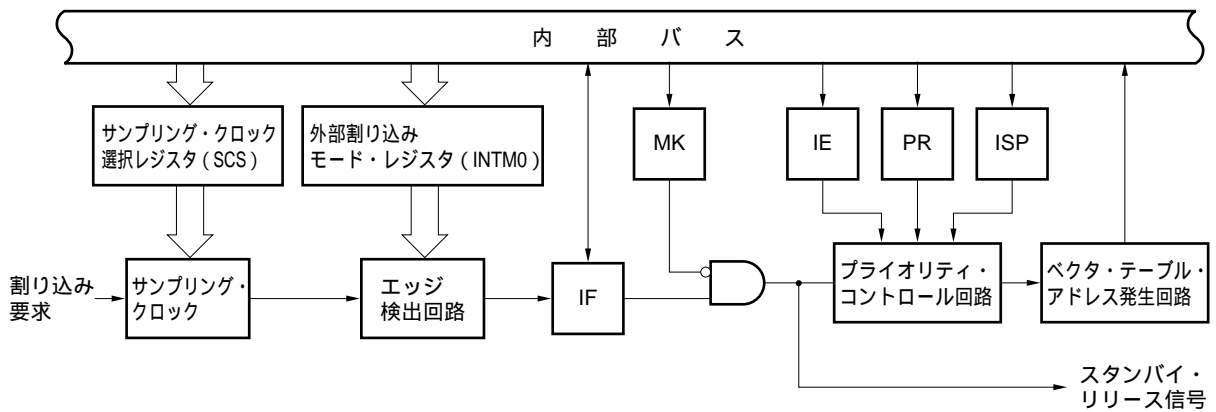 内 部 バ ス
サンプリング・クロック
選択レジスタ（SCS）
外部割り込み
モード・レジスタ（INTM0）
MK
IE
PR
ISP
割り込み
要求
サンプリング・
クロック
エッジ
検出回路
IF
プライオリティ・
コントロール回路
ベクタ・テーブル・
アドレス発生回路
スタンバイ・
リリース信号